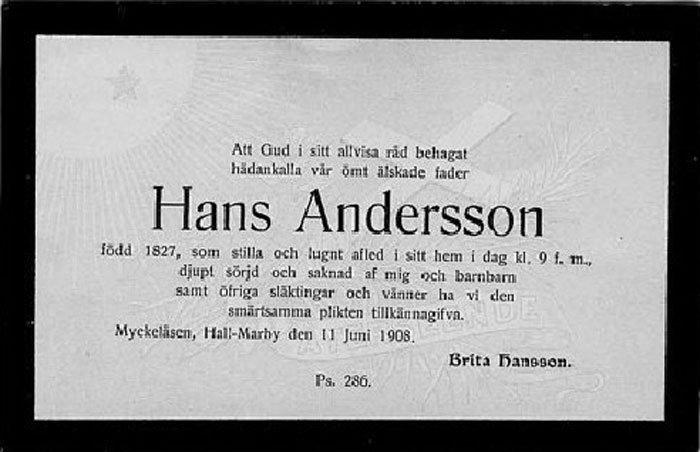 Att Gud i sitt allvisa råd behagat
hädankalla vår ömt älskade fader
Hans Andersson
född 1827, som stilla och lugnt afled i sitt hem i dag kl. 9 f. m.,
djupt sörjd och saknad af mig och barnbarn
samt öfriga släktingar och vänner ha vi den
smärtsamma plikten tillkännagifva.
Myckelåsen, Hall-Marby den 11 Juni 1908.
Brita Hansson.
Ps. 286.